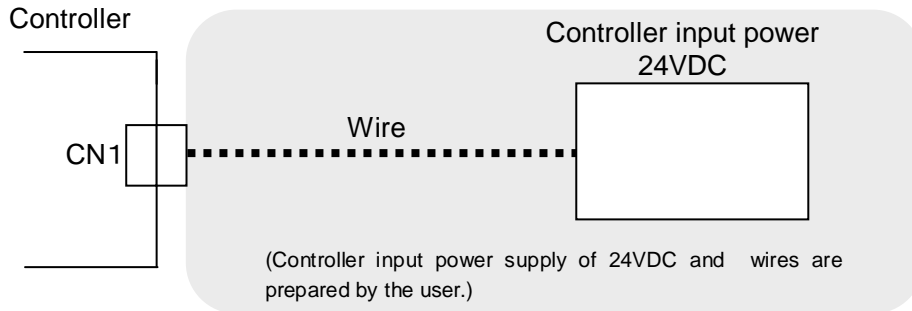 Controller
Controller input power
24VDC
Wire
CN1
(Controller input power supply of 24VDC and wires are
prepared by the user.)